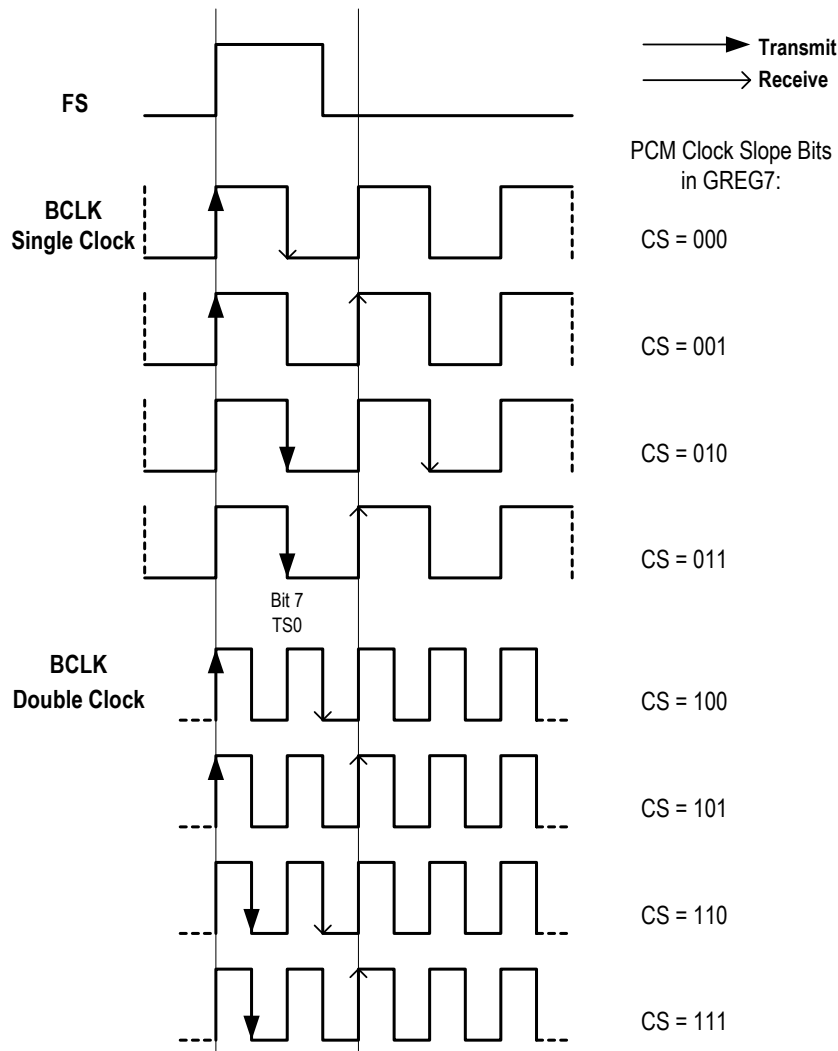 Transmit
Receive
FS
PCM Clock Slope Bits
in GREG7:
BCLK
Single Clock
CS = 000
CS = 001
CS = 010
CS = 011
Bit 7
TS0
BCLK
Double Clock
CS = 100
CS = 101
CS = 110
CS = 111